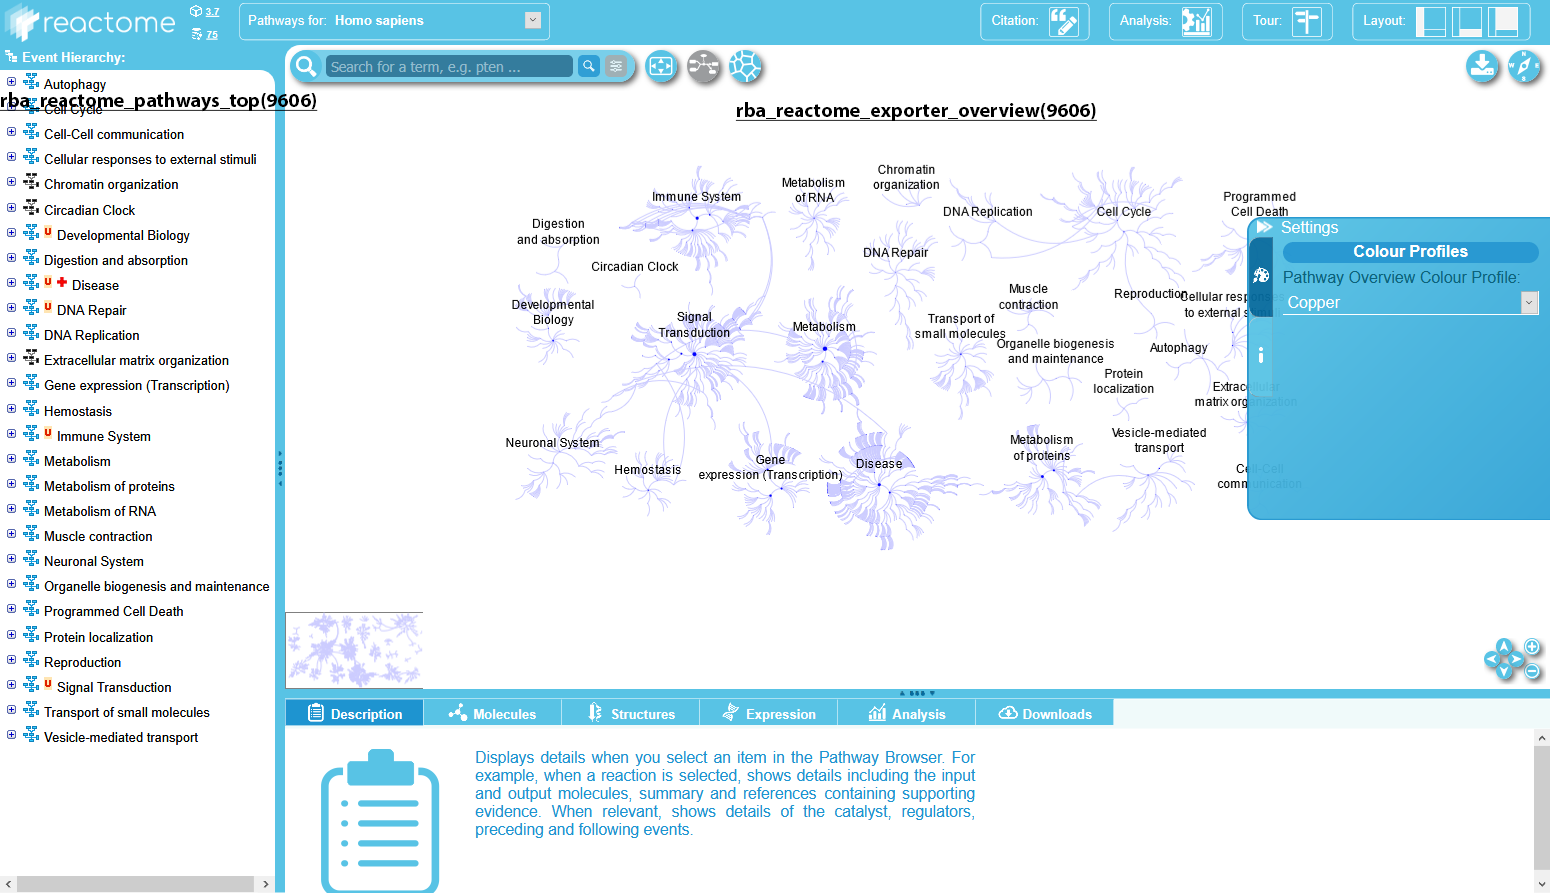 reactome
3.7
75
Pathways for: Homo sapiens
Citation:
Analysis:
Tour:
Layout:
Event Hierarchy:
Search for a term, e.g. pten ...
Autophagy
rba_reactome_pathways_top(9606)
Cell Cycle
Cell-Cell communication
Cellular responses to external stimuli
Chromatin organization
Circadian Clock
U Developmental Biology
Digestion and absorption
U Disease
U DNA Repair
DNA Replication
Extracellular matrix organization
Gene expression (Transcription)
Hemostasis
U Immune System
Metabolism
Metabolism of proteins
Metabolism of RNA
Muscle contraction
Neuronal System
Organelle biogenesis and maintenance
Programmed Cell Death
Protein localization
Reproduction
U Signal Transduction
Transport of small molecules
Vesicle-mediated transport
rba_reactome_exporter_overview(9606)
Immune System
Metabolism
of RNA
Chromatin
organization
DNA Replication
Cell Cycle
Programmed
Cell Death
Digestion
and absorption
Circadian Clock
DNA Repair
Developmental
Biology
Signal
Transduction
Metabolism
Transport of
small molecules
Muscle
contraction
Reproduction
Cellular resp
to external s
Organelle biogenesis
and maintenance
Autophagy
Protein
localization
Extracellular
matrix organization
Neuronal System
Hemostasis
Gene
expression (Transcription)
Disease
Metabolism
of proteins
Vesicle-mediated
transport
Cell-Cell
communication
Settings
Colour Profiles
Pathway Overview Colour Profile:
Copper
N
W E
S
Description
Molecules
Structures
Expression
Analysis
Downloads
Displays details when you select an item in the Pathway Browser. For
example, when a reaction is selected, shows details including the input
and output molecules, summary and references containing supporting
evidence. When relevant, shows details of the catalyst, regulators,
preceding and following events.